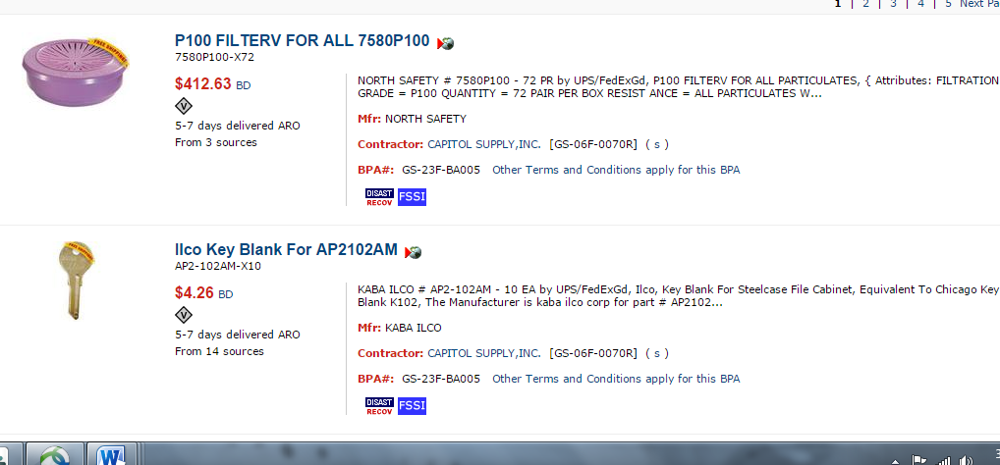 1 | 2 | 3 | 4 | 5 Next Pa
FREE SHIPPING
P100 FILTERV FOR ALL 7580P100
7580P100-X72
$412.63 BD
V
5-7 days delivered ARO
From 3 sources
NORTH SAFETY # 7580P100 - 72 PR by UPS/FedExGd, P100 FILTERV FOR ALL PARTICULATES, { Attributes: FILTRATION
GRADE = P100 QUANTITY = 72 PAIR PER BOX RESIST ANCE = ALL PARTICULATES W...
Mfr: NORTH SAFETY
Contractor: CAPITOL SUPPLY,INC. [GS-06F-0070R] ( s )
BPA#: GS-23F-BA005 Other Terms and Conditions apply for this BPA
DISAST RECOV FSSI
FREE SHIPPING
Ilco Key Blank For AP2102AM
AP2-102AM-X10
$4.26 BD
V
5-7 days delivered ARO
From 14 sources
KABA ILCO # AP2-102AM - 10 EA by UPS/FedExGd, Ilco, Key Blank For Steelcase File Cabinet, Equivalent To Chicago Key
Blank K102, The Manufacturer is kaba ilco corp for part # AP2102...
Mfr: KABA ILCO
Contractor: CAPITOL SUPPLY,INC. [GS-06F-0070R] ( s )
BPA#: GS-23F-BA005 Other Terms and Conditions apply for this BPA
DISAST RECOV FSSI
W